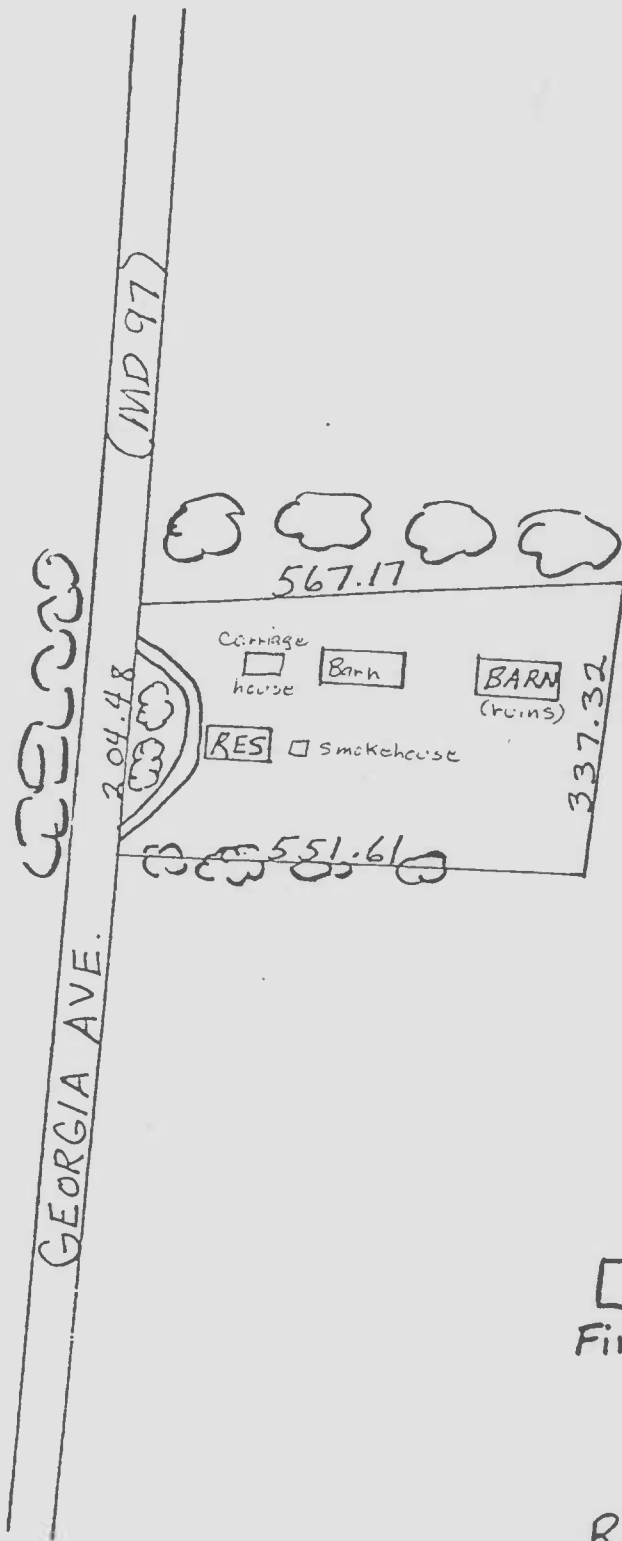 (MD 97)
567.17
Carriage
house
Barn
BARN
(ruins)
337.32
204.48
RES
Smokehouse
551.61
GEORGIA AVE.
Fir
R